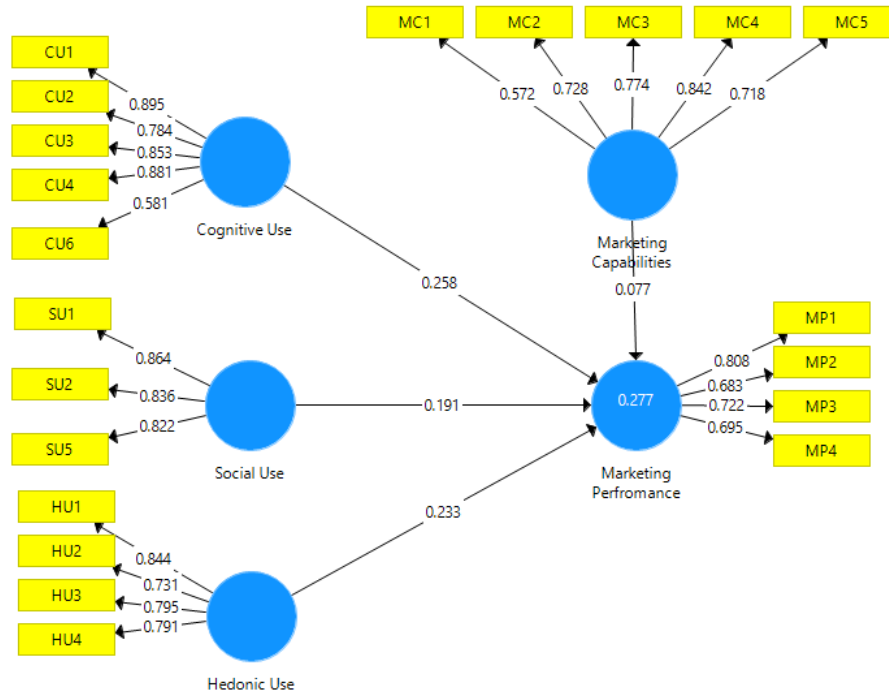 MC1
MC2
MC3
MC4
MC5
0.572
0.728
0.774
0.842
0.718
Marketing
Capabilities
0.077
CU1
CU2
CU3
CU4
CU6
0.895
0.784
0.853
0.881
0.581
Cognitive Use
0.258
SU1
SU2
SU5
0.864
0.836
0.822
Social Use
0.191
HU1
HU2
HU3
HU4
0.844
0.731
0.795
0.791
Hedonic Use
0.233
0.277
Marketing
Perfromance
0.808
0.683
0.722
0.695
MP1
MP2
MP3
MP4